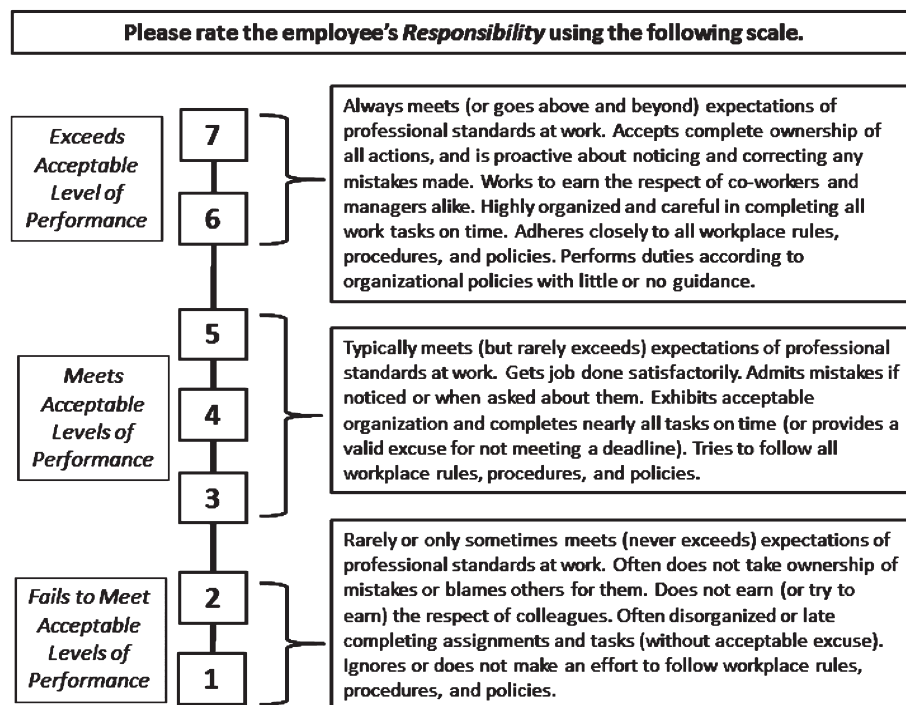 Please rate the employee's Responsibility using the following scale.
Exceeds
Acceptable
Level of
Performance
7
6
Always meets (or goes above and beyond) expectations of
professional standards at work. Accepts complete ownership of
all actions, and is proactive about noticing and correcting any
mistakes made. Works to earn the respect of co-workers and
managers alike. Highly organized and careful in completing all
work tasks on time. Adheres closely to all workplace rules,
procedures, and policies. Performs duties according to
organizational policies with little or no guidance.
Meets
Acceptable
Levels of
Performance
5
4
3
Typically meets (but rarely exceeds) expectations of professional
standards at work. Gets job done satisfactorily. Admits mistakes if
noticed or when asked about them. Exhibits acceptable
organization and completes nearly all tasks on time (or provides a
valid excuse for not meeting a deadline). Tries to follow all
workplace rules, procedures, and policies.
Fails to Meet
Acceptable
Levels of
Performance
2
1
Rarely or only sometimes meets (never exceeds) expectations of
professional standards at work. Often does not take ownership of
mistakes or blames others for them. Does not earn (or try to
earn) the respect of colleagues. Often disorganized or late
completing assignments and tasks (without acceptable excuse).
Ignores or does not make an effort to follow workplace rules,
procedures, and policies.